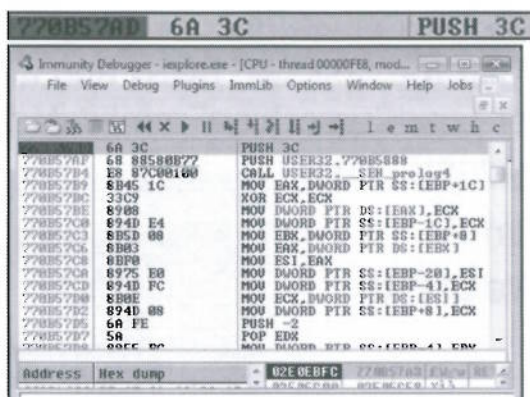 770B57AD 6A 3C PUSH 3C
Immunity Debugger - iexplore.exe - [CPU - thread 00000FE8, mod...
File View Debug Plugins ImmLib Options Window Help Jobs
l e m t w h c
6A 3C PUSH 3C
770B57AF 68 88580B77 PUSH USER32.770B5888
770B57B4 E8 87C00100 CALL USER32.__SEH_prolog4
770B57B9 8B45 1C MOV EAX,DWORD PTR SS:[EBP+1C]
770B57BC 33C9 XOR ECX,ECX
770B57BE 8908 MOV DWORD PTR DS:[EAX],ECX
770B57C0 894D E4 MOV DWORD PTR SS:[EBP-1C],ECX
770B57C3 8B5D 08 MOV EBX,DWORD PTR SS:[EBP+8]
770B57C6 8B03 MOV EAX,DWORD PTR DS:[EBX]
770B57C8 8BF0 MOV ESI,EAX
770B57CA 8975 E0 MOV DWORD PTR SS:[EBP-20],ESI
770B57CD 894D FC MOV DWORD PTR SS:[EBP-4],ECX
770B57D0 8B0E MOV ECX,DWORD PTR DS:[ESI]
770B57D2 894D 08 MOV DWORD PTR SS:[EBP+8],ECX
770B57D5 6A FE PUSH -2
770B57D7 5A POP EDX
Address Hex dump 02E0EBFC